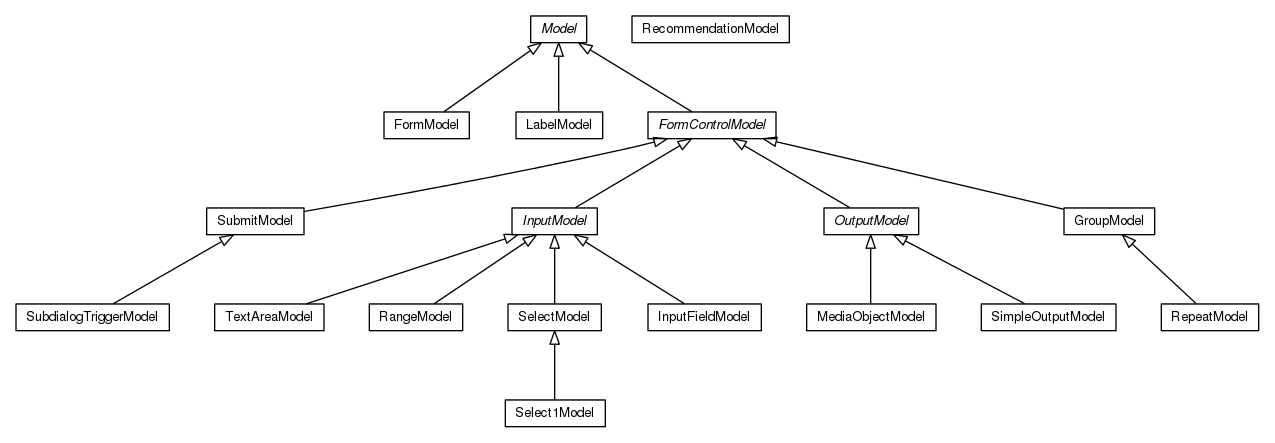 Model
RecommendationModel
FormModel
LabelModel
FormControlModel
SubmitModel
InputModel
OutputModel
GroupModel
SubdialogTriggerModel
TextAreaModel
RangeModel
SelectModel
InputFieldModel
MediaObjectModel
SimpleOutputModel
RepeatModel
Select1Model